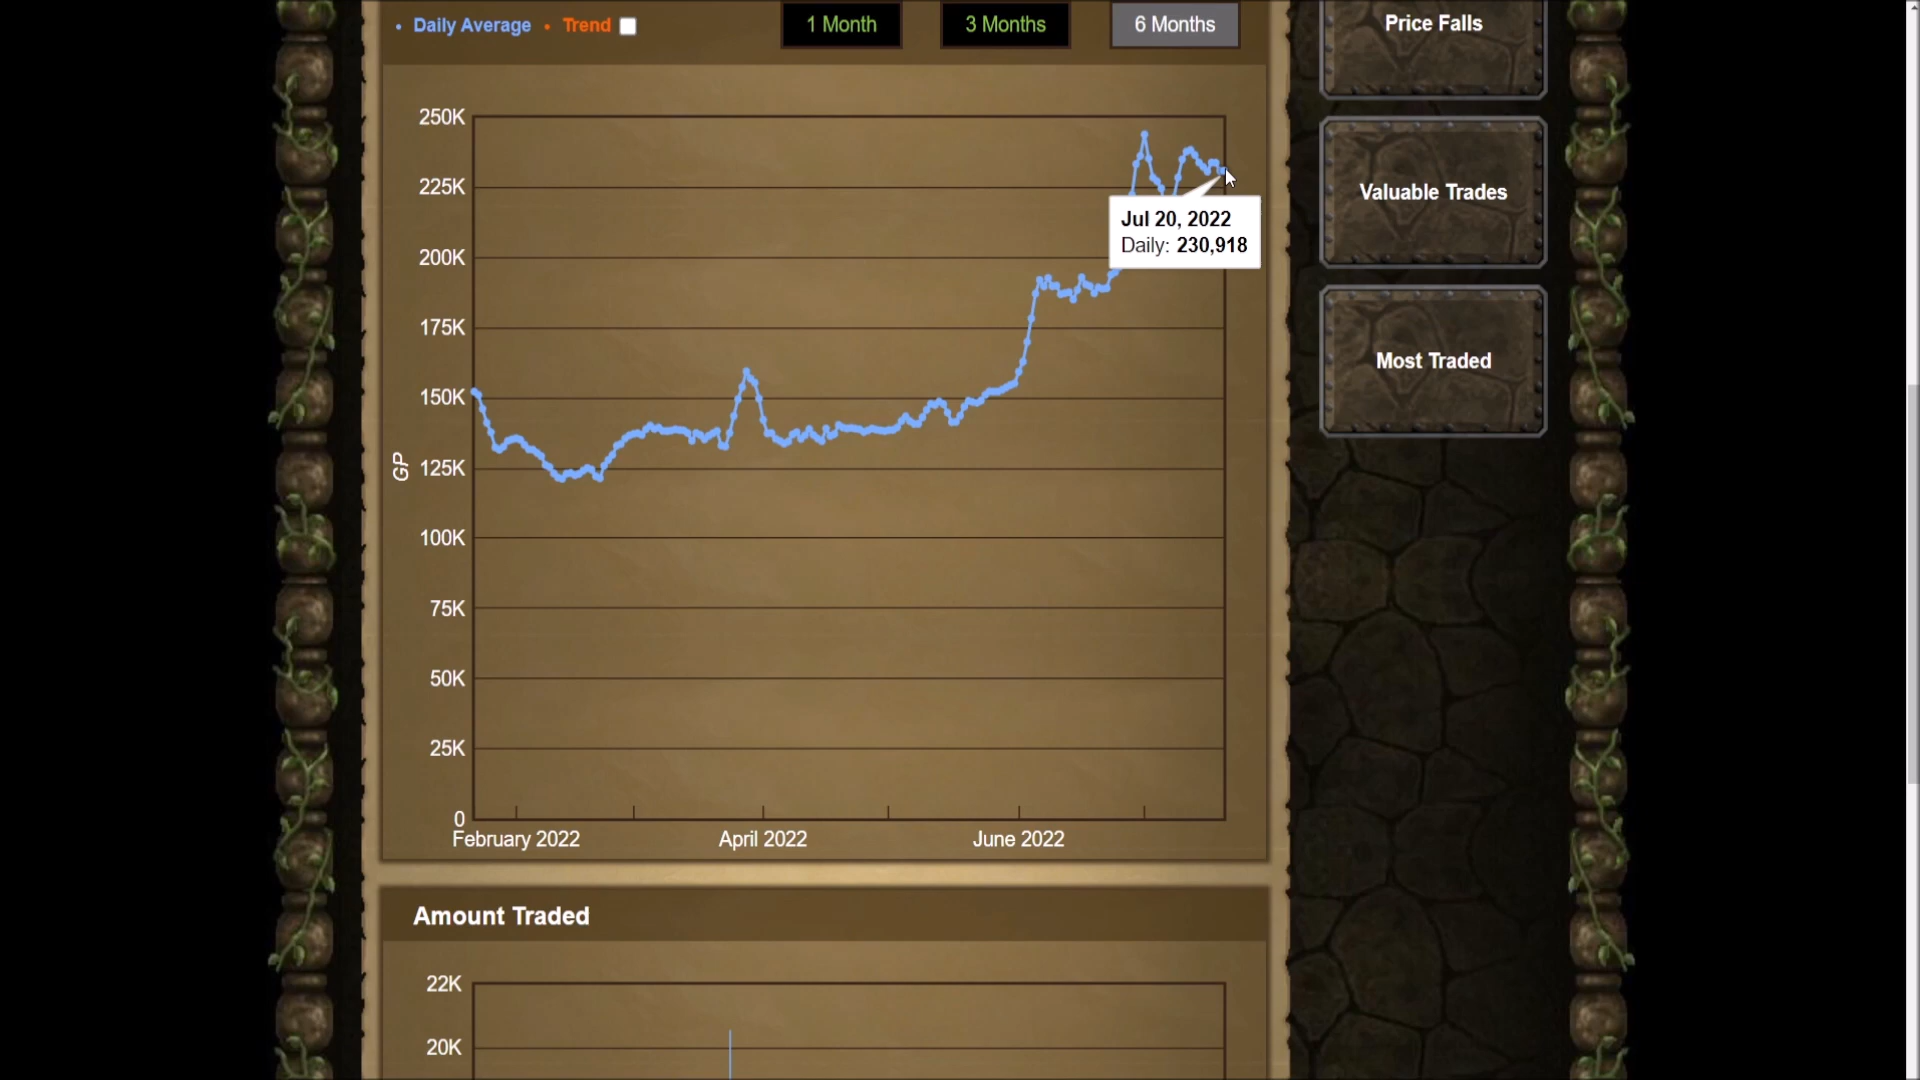 • Daily Average • Trend
1 Month
3 Months
6 Months
Price Falls
Valuable Trades
Most Traded
250K
225K
200K
175K
150K
125K
100K
75K
50K
25K
0
GP
Jul 20, 2022
Daily: 230,918
February 2022
April 2022
June 2022
Amount Traded
22K
20K